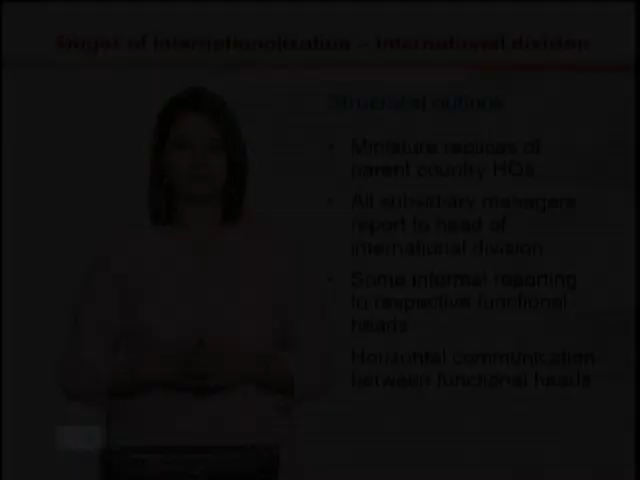 Stages of Internationalization – International division
Structural outlook
Miniature replicas of
parent country HQs
All subsidiary managers
report to head of
international division
Some informal reporting
to respective functional
heads
Horizontal communication
between functional heads